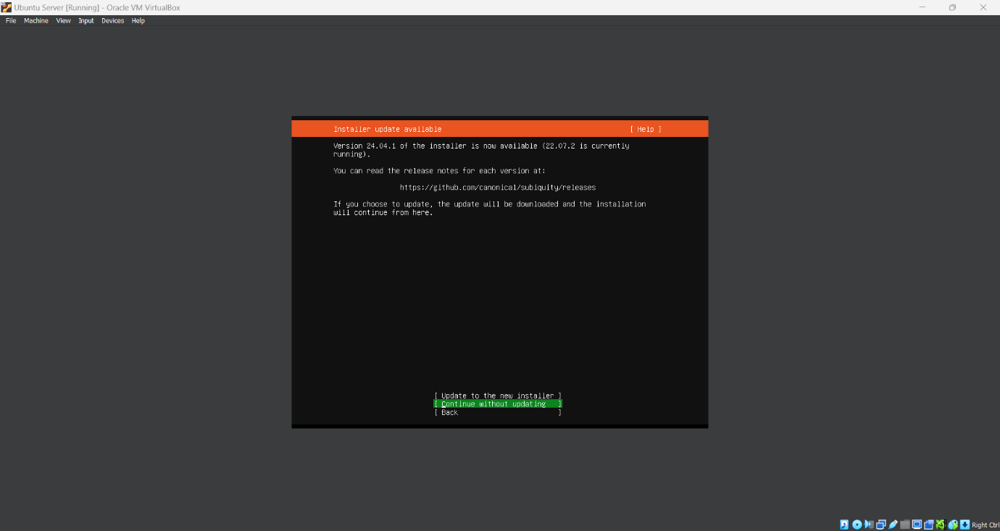 Ubuntu Server [Running] - Oracle VM VirtualBox
File Machine View Input Devices Help
Installer update available [ Help ]
Version 24.04.1 of the installer is now available (22.07.2 is currently
running).
You can read the release notes for each version at:
https://github.com/canonical/subiquity/releases
If you choose to update, the update will be downloaded and the installation
will continue from here.
[ Update to the new installer ]
[ Continue without updating ]
[ Back ]
Right Ctrl